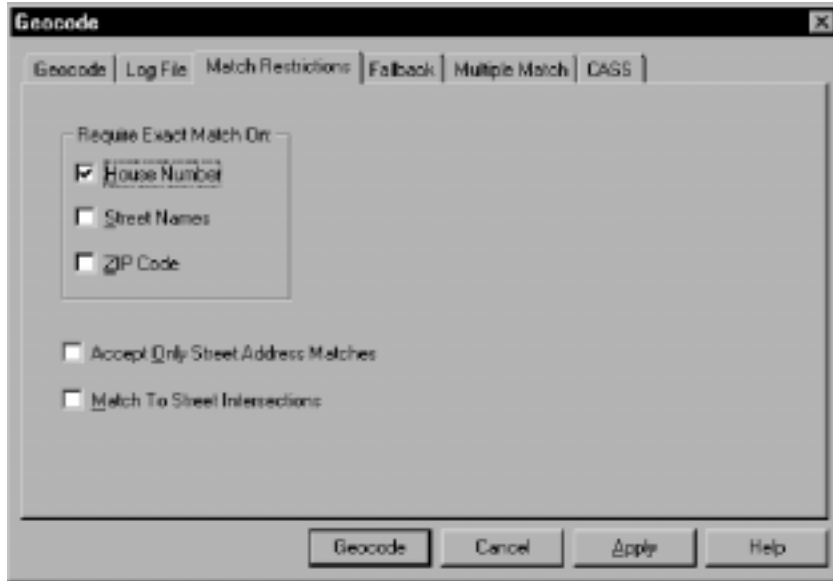 Geocode
Geocode Log File Match Restrictions Fallback Multiple Match CASS
Require Exact Match On:
House Number
Street Names
ZIP Code
Accept Only Street Address Matches
Match To Street Intersections
Geocode Cancel Apply Help